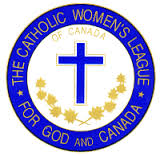 THE CATHOLIC WOMEN'S LEAGUE
OF CANADA
FOR GOD AND CANADA